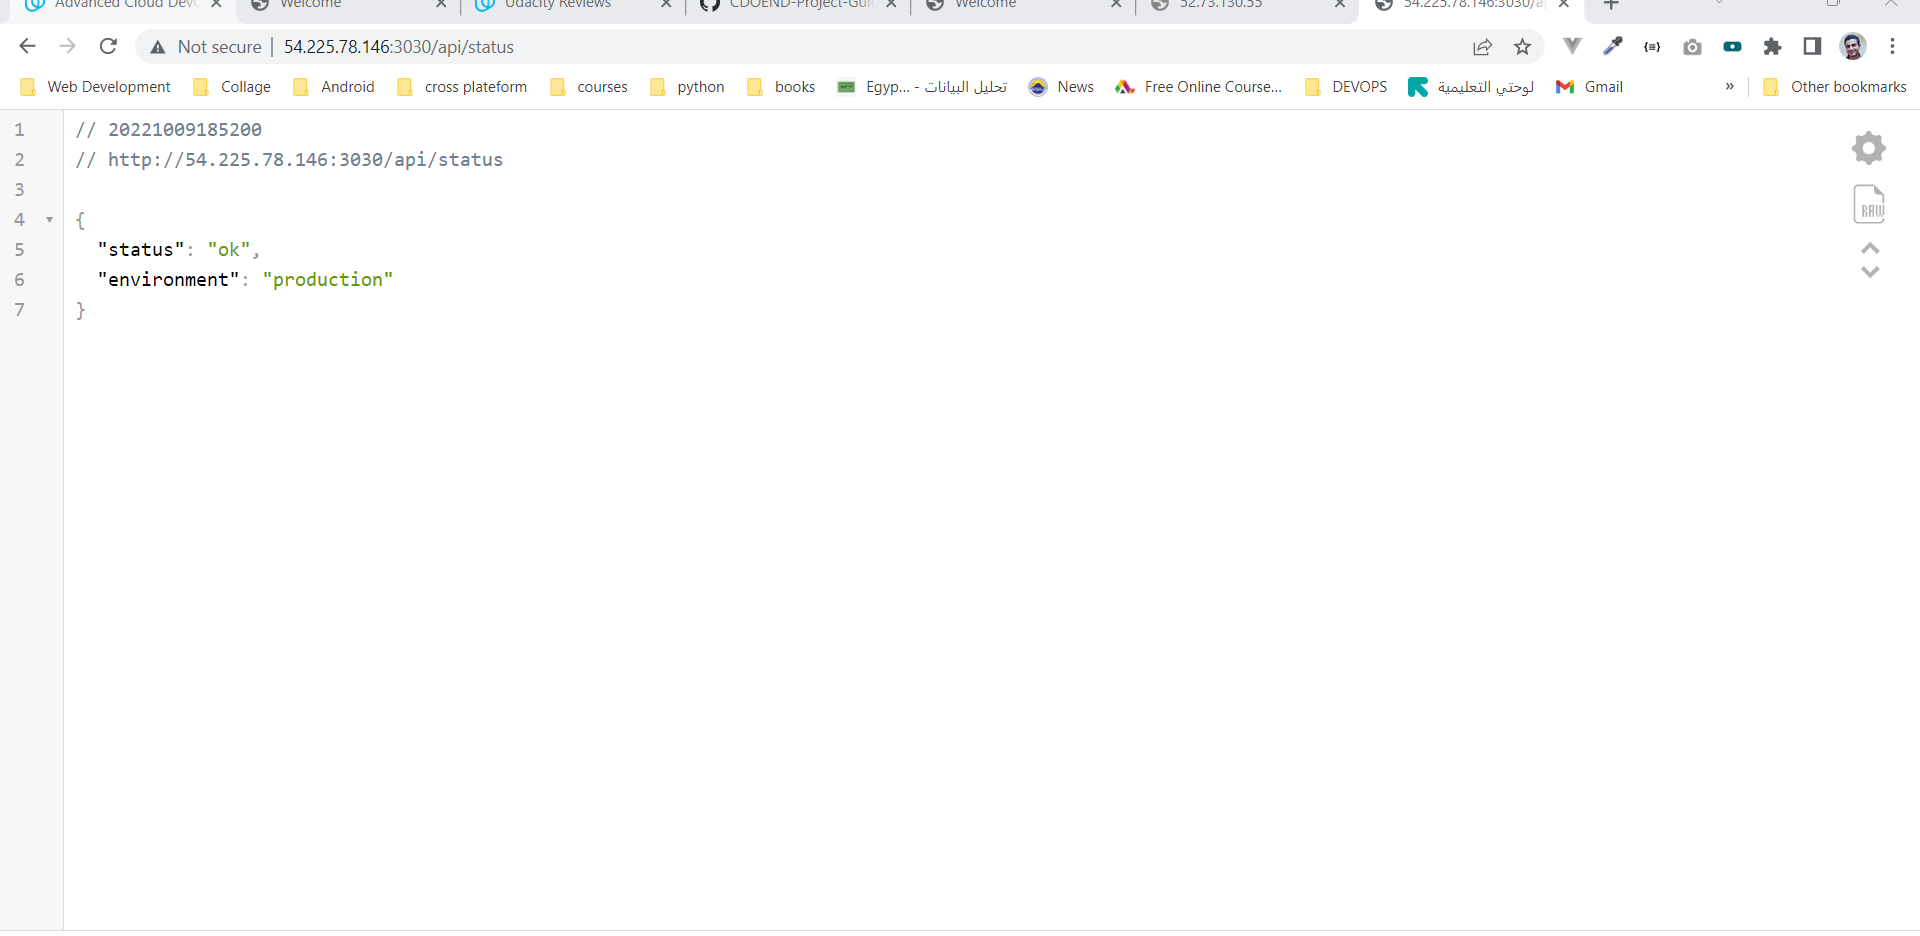 Advanced Cloud DevO
Welcome
Udacity Reviews
CDOEND-Project-Gui
Welcome
52.73.130.55
54.225.78.146:3030/a
Not secure | 54.225.78.146:3030/api/status
Web Development
Collage
Android
cross plateform
courses
python
books
Egyp... - تحليل البيانات
News
Free Online Course...
DEVOPS
لوحتي التعليمية
Gmail
»
Other bookmarks
1 // 20221009185200
2 // http://54.225.78.146:3030/api/status
3
4 {
5 "status": "ok",
6 "environment": "production"
7 }
RAW